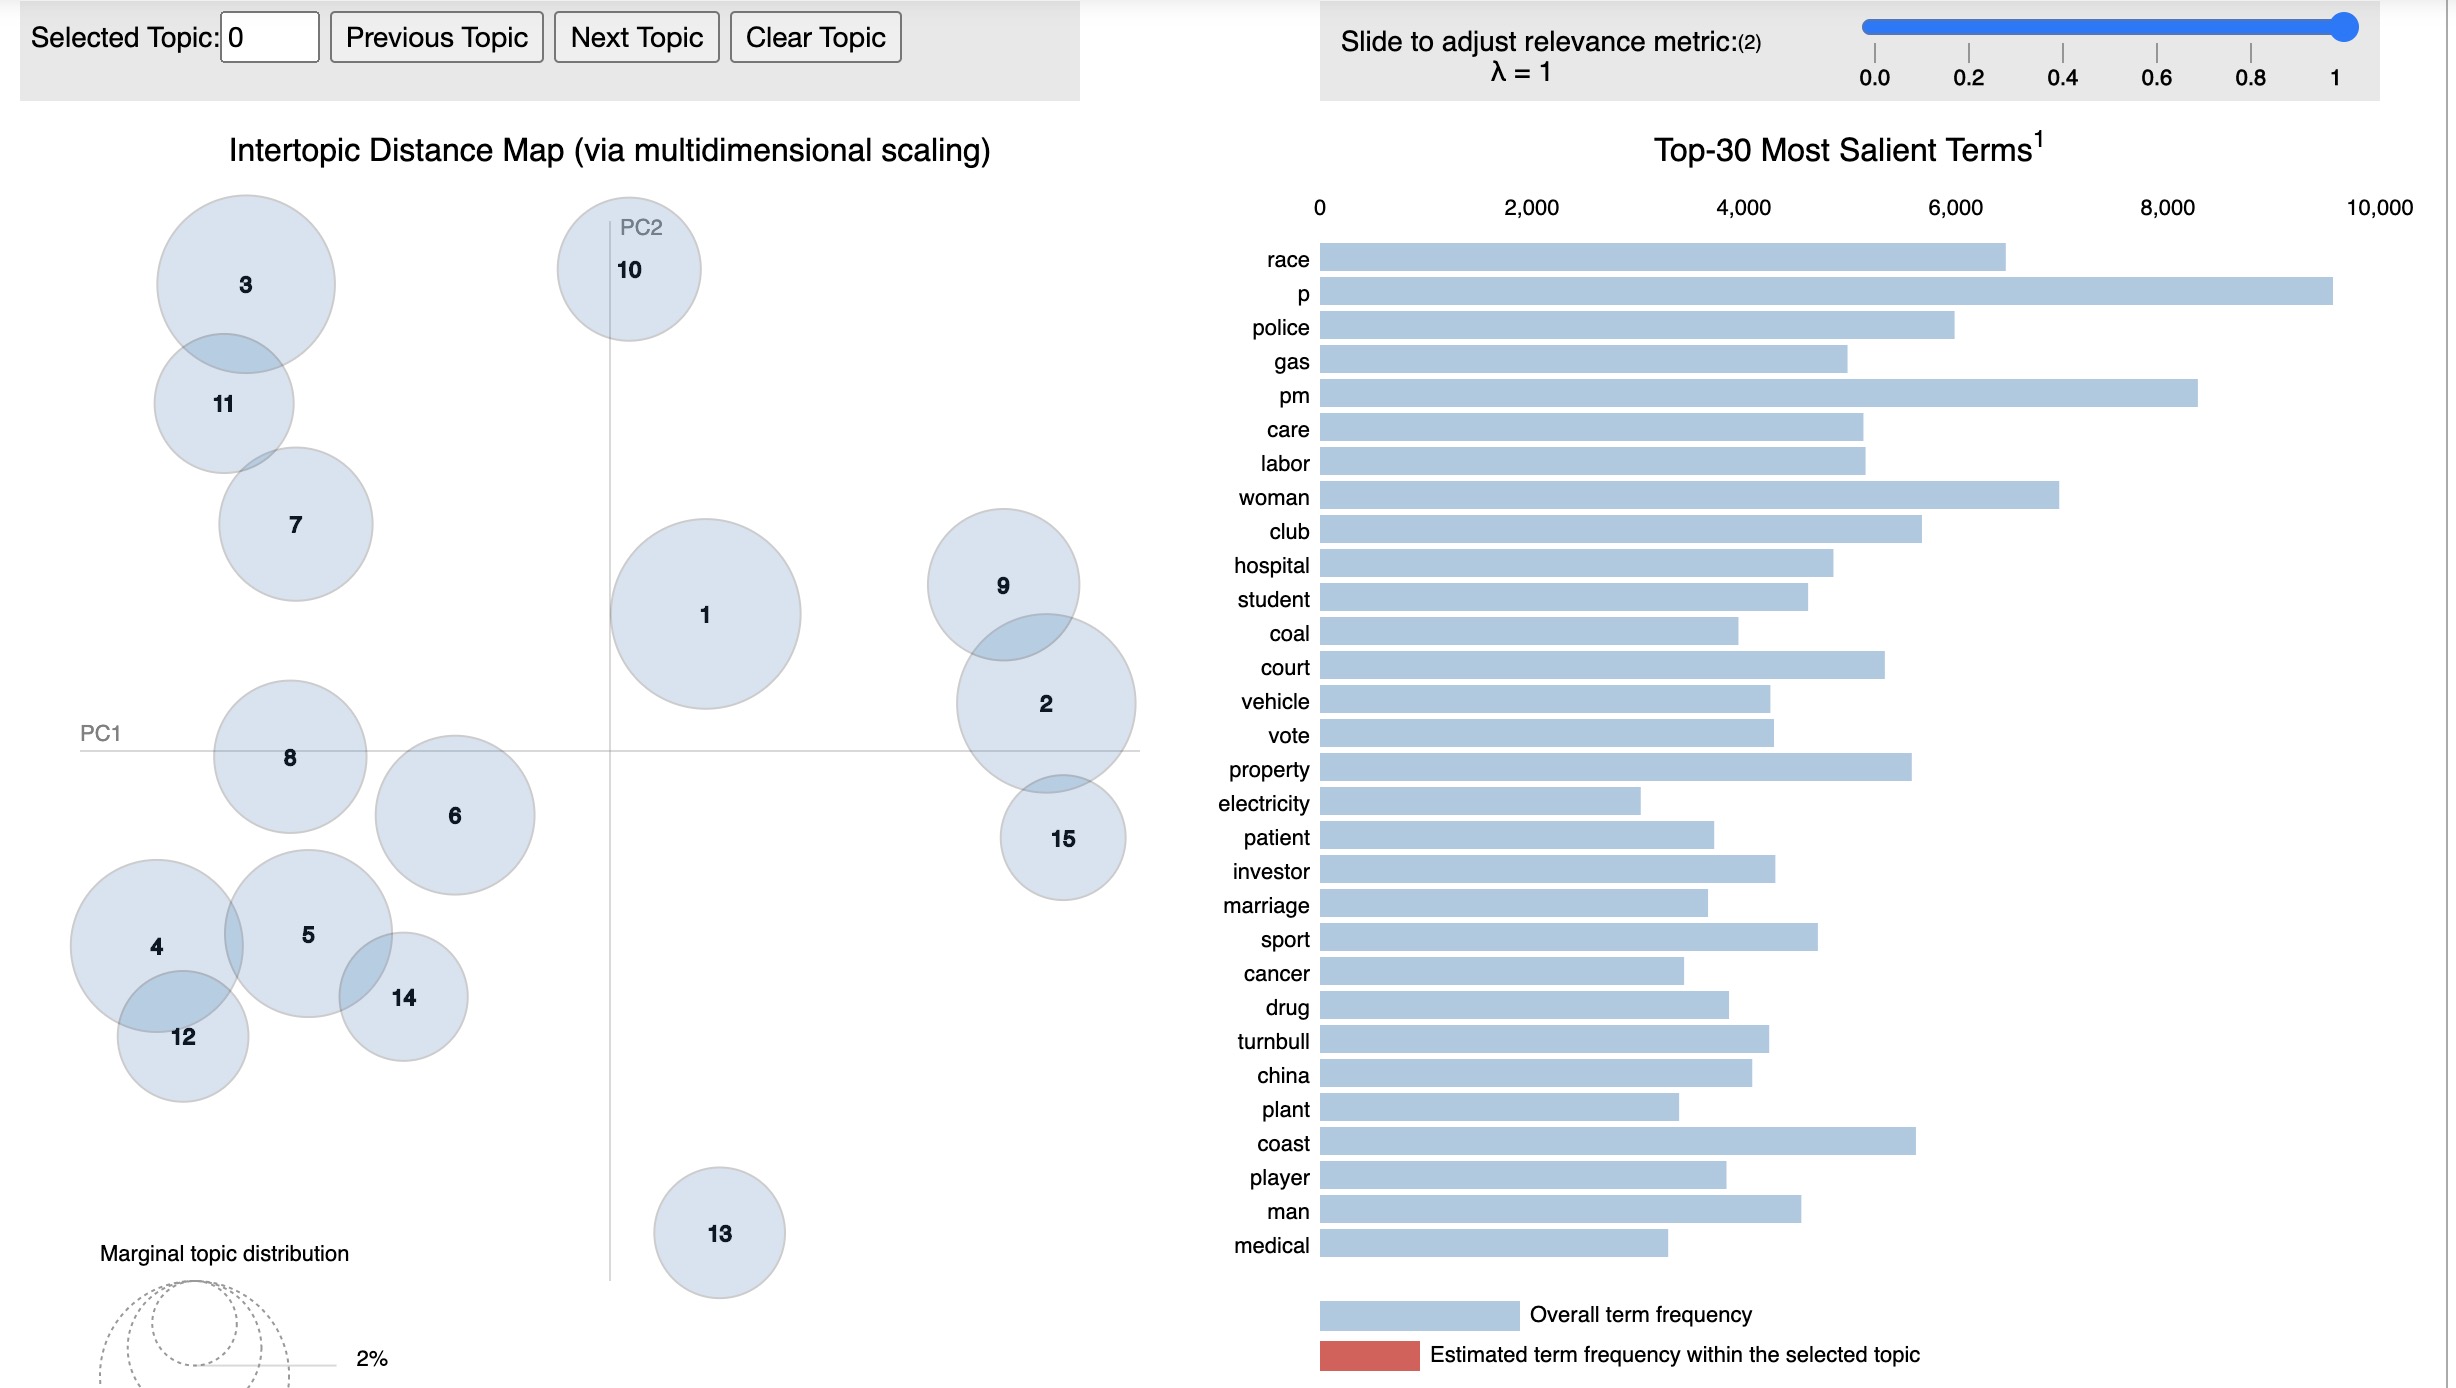 Selected Topic: 0 Previous Topic Next Topic Clear Topic
Slide to adjust relevance metric:(2)
λ = 1
0.0 0.2 0.4 0.6 0.8 1
Intertopic Distance Map (via multidimensional scaling)
PC2
10
3
11
7
1
9
2
PC1
8
6
15
4
5
14
12
13
Marginal topic distribution
2%
Top-30 Most Salient Terms1
0 2,000 4,000 6,000 8,000 10,000
race
p
police
gas
pm
care
labor
woman
club
hospital
student
coal
court
vehicle
vote
property
electricity
patient
investor
marriage
sport
cancer
drug
turnbull
china
plant
coast
player
man
medical
Overall term frequency
Estimated term frequency within the selected topic